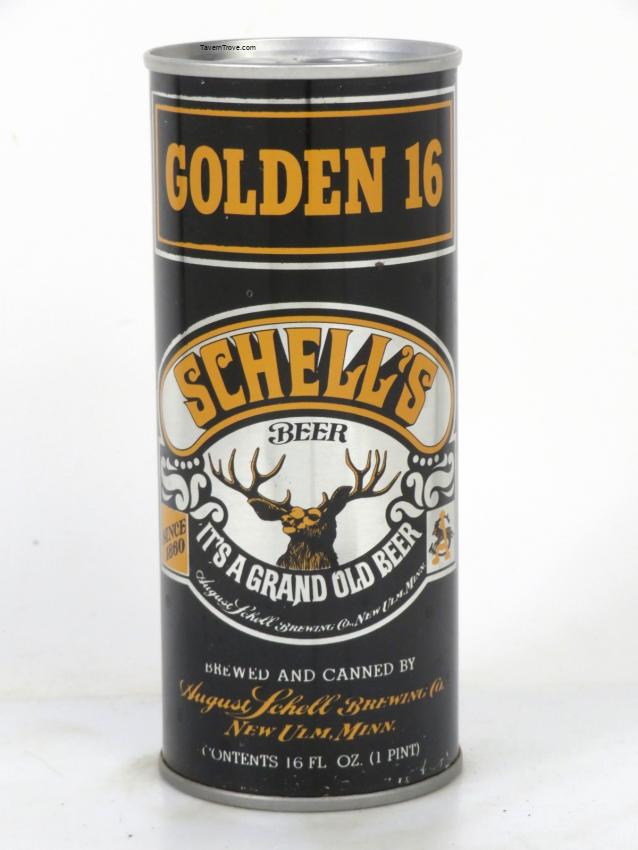 TavernTrove.com
GOLDEN 16
SCHELL'S
BEER
SINCE
1860
IT'S A GRAND OLD BEER
August Schell BREWING CO., NEW ULM, MINN.
BREWED AND CANNED BY
August Schell BREWING CO.
NEW ULM, MINN.
CONTENTS 16 FL. OZ. (1 PINT)